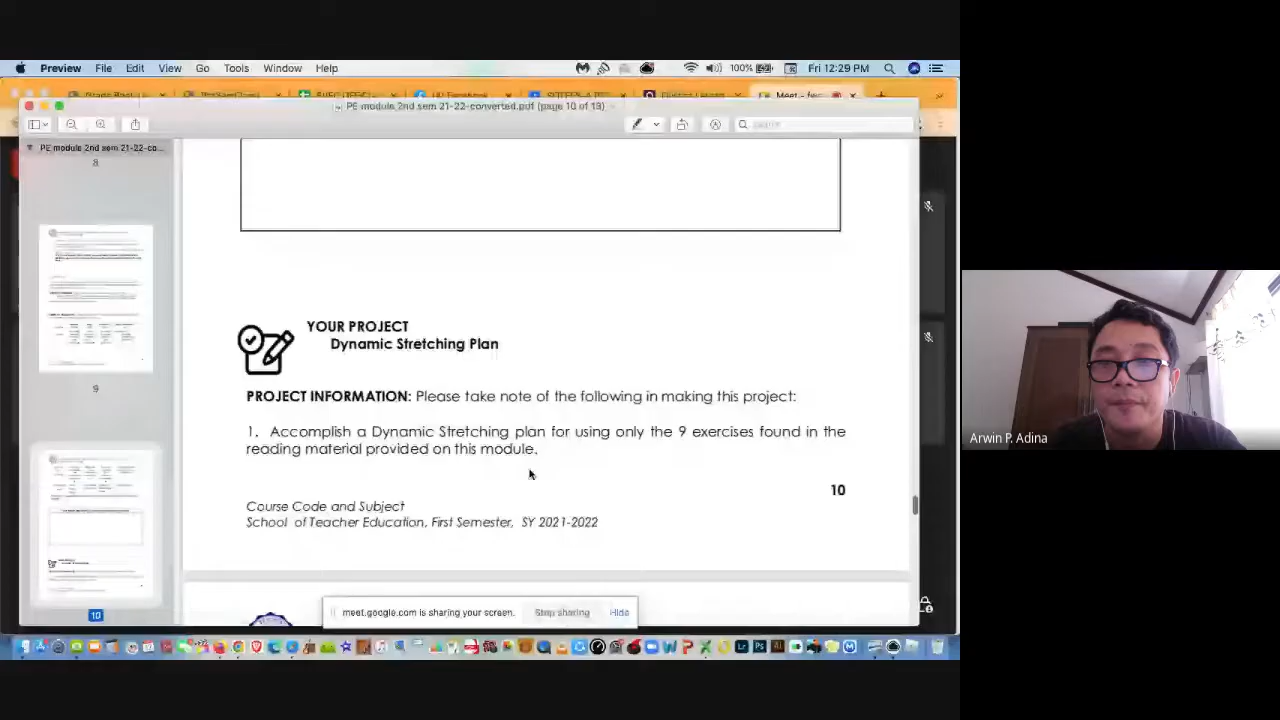 Preview File Edit View Go Tools Window Help 100% Fri 12:29 PM
PE module 2nd sem 21-22-converted.pdf (page 10 of 13)
Search
PE module 2nd sem 21-22-co...
8
9
10
YOUR PROJECT
Dynamic Stretching Plan
PROJECT INFORMATION: Please take note of the following in making this project:
1. Accomplish a Dynamic Stretching plan for using only the 9 exercises found in the
reading material provided on this module.
10
Course Code and Subject
School of Teacher Education, First Semester, SY 2021-2022
meet.google.com is sharing your screen. Stop sharing Hide
Arwin P. Adina